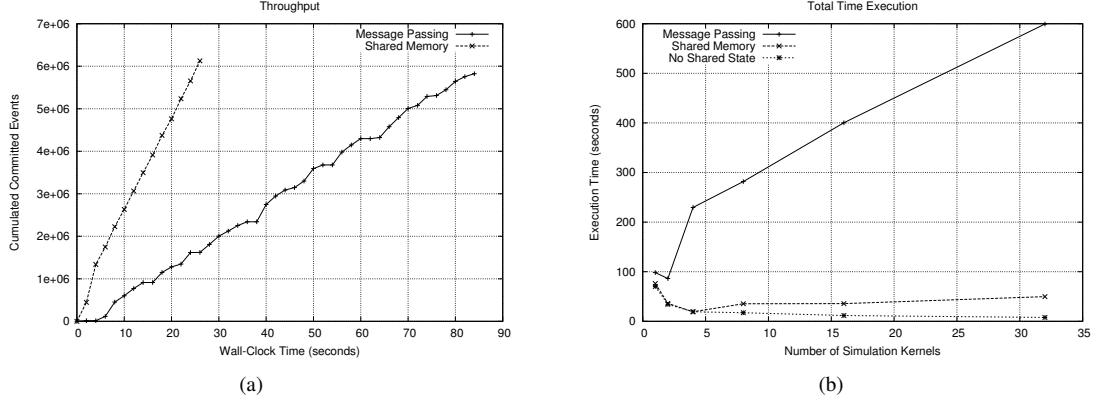 Throughput
7e+06
6e+06
5e+06
4e+06
3e+06
2e+06
1e+06
0
0 10 20 30 40 50 60 70 80 90
Cumulated Committed Events
Wall-Clock Time (seconds)
Message Passing
Shared Memory
(a)
Total Time Execution
600
500
400
300
200
100
0
0 5 10 15 20 25 30 35
Execution Time (seconds)
Number of Simulation Kernels
Message Passing
Shared Memory
No Shared State
(b)